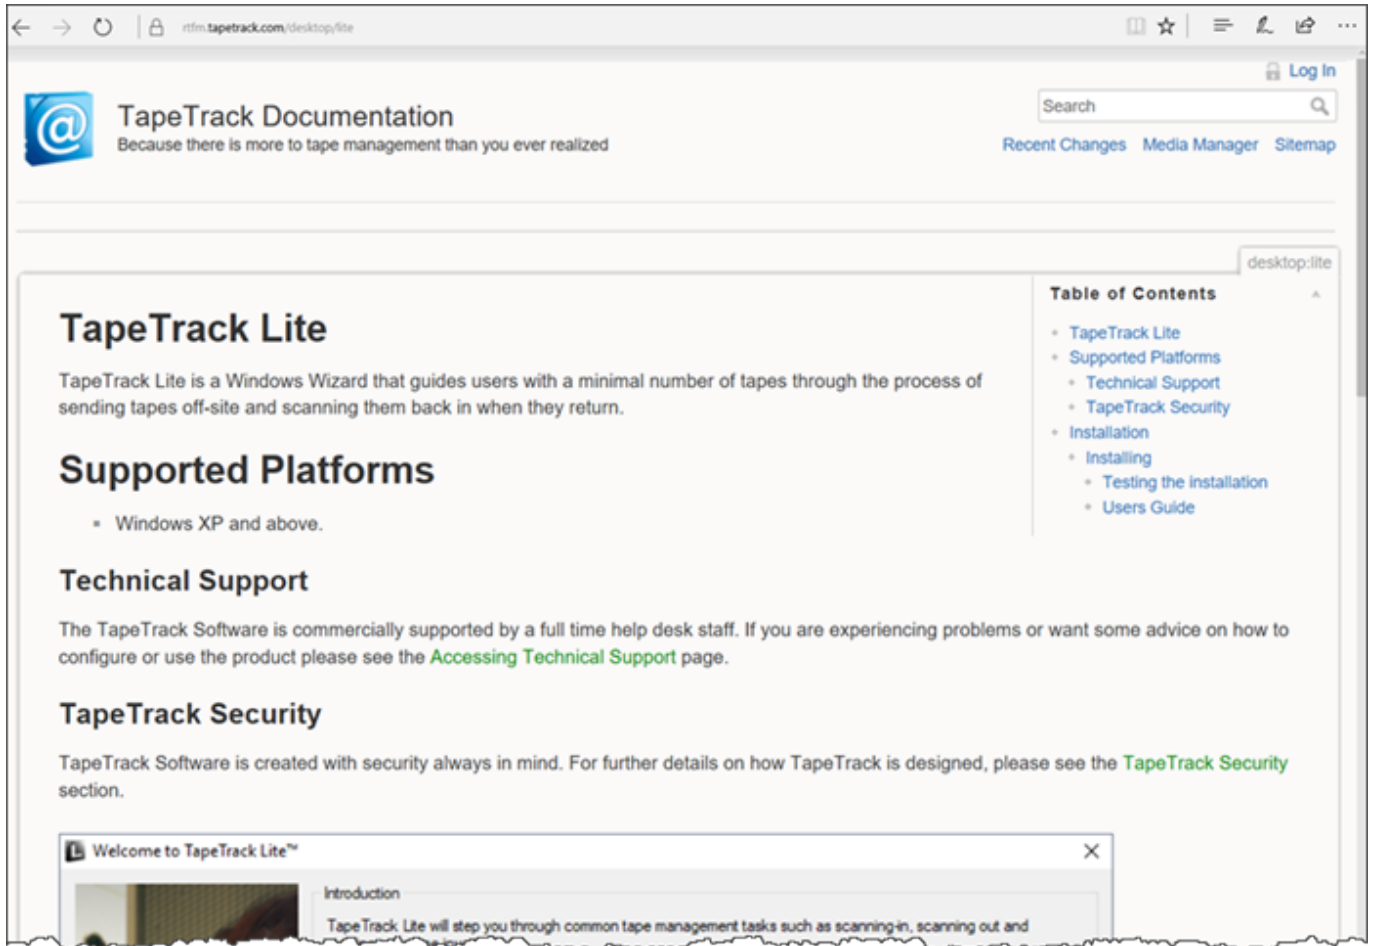 rtfm.tapetrack.com/desktop/lite
Log In
TapeTrack Documentation
Because there is more to tape management than you ever realized
Search
Recent Changes Media Manager Sitemap
desktop:lite
Table of Contents
TapeTrack Lite
Supported Platforms
Technical Support
TapeTrack Security
Installation
Installing
Testing the installation
Users Guide
TapeTrack Lite
TapeTrack Lite is a Windows Wizard that guides users with a minimal number of tapes through the process of
sending tapes off-site and scanning them back in when they return.
Supported Platforms
Windows XP and above.
Technical Support
The TapeTrack Software is commercially supported by a full time help desk staff. If you are experiencing problems or want some advice on how to
configure or use the product please see the Accessing Technical Support page.
TapeTrack Security
TapeTrack Software is created with security always in mind. For further details on how TapeTrack is designed, please see the TapeTrack Security
section.
Welcome to TapeTrack Lite™
Introduction
TapeTrack Lite will step you through common tape management tasks such as scanning-in, scanning out and